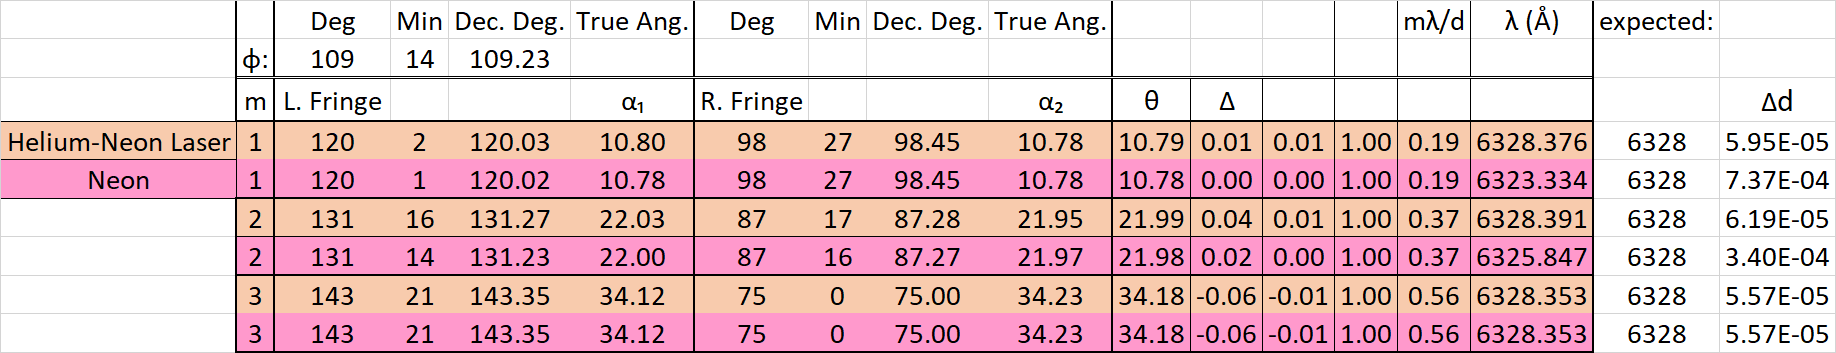 Deg Min Dec. Deg. True Ang. Deg Min Dec. Deg. True Ang. mλ/d λ (Å) expected:
ϕ: 109 14 109.23
m L. Fringe α₁ R. Fringe α₂ θ Δ Δd
Helium-Neon Laser 1 120 2 120.03 10.80 98 27 98.45 10.78 10.79 0.01 0.01 1.00 0.19 6328.376 6328 5.95E-05
Neon 1 120 1 120.02 10.78 98 27 98.45 10.78 10.78 0.00 0.00 1.00 0.19 6323.334 6328 7.37E-04
2 131 16 131.27 22.03 87 17 87.28 21.95 21.99 0.04 0.01 1.00 0.37 6328.391 6328 6.19E-05
2 131 14 131.23 22.00 87 16 87.27 21.97 21.98 0.02 0.00 1.00 0.37 6325.847 6328 3.40E-04
3 143 21 143.35 34.12 75 0 75.00 34.23 34.18 -0.06 -0.01 1.00 0.56 6328.353 6328 5.57E-05
3 143 21 143.35 34.12 75 0 75.00 34.23 34.18 -0.06 -0.01 1.00 0.56 6328.353 6328 5.57E-05